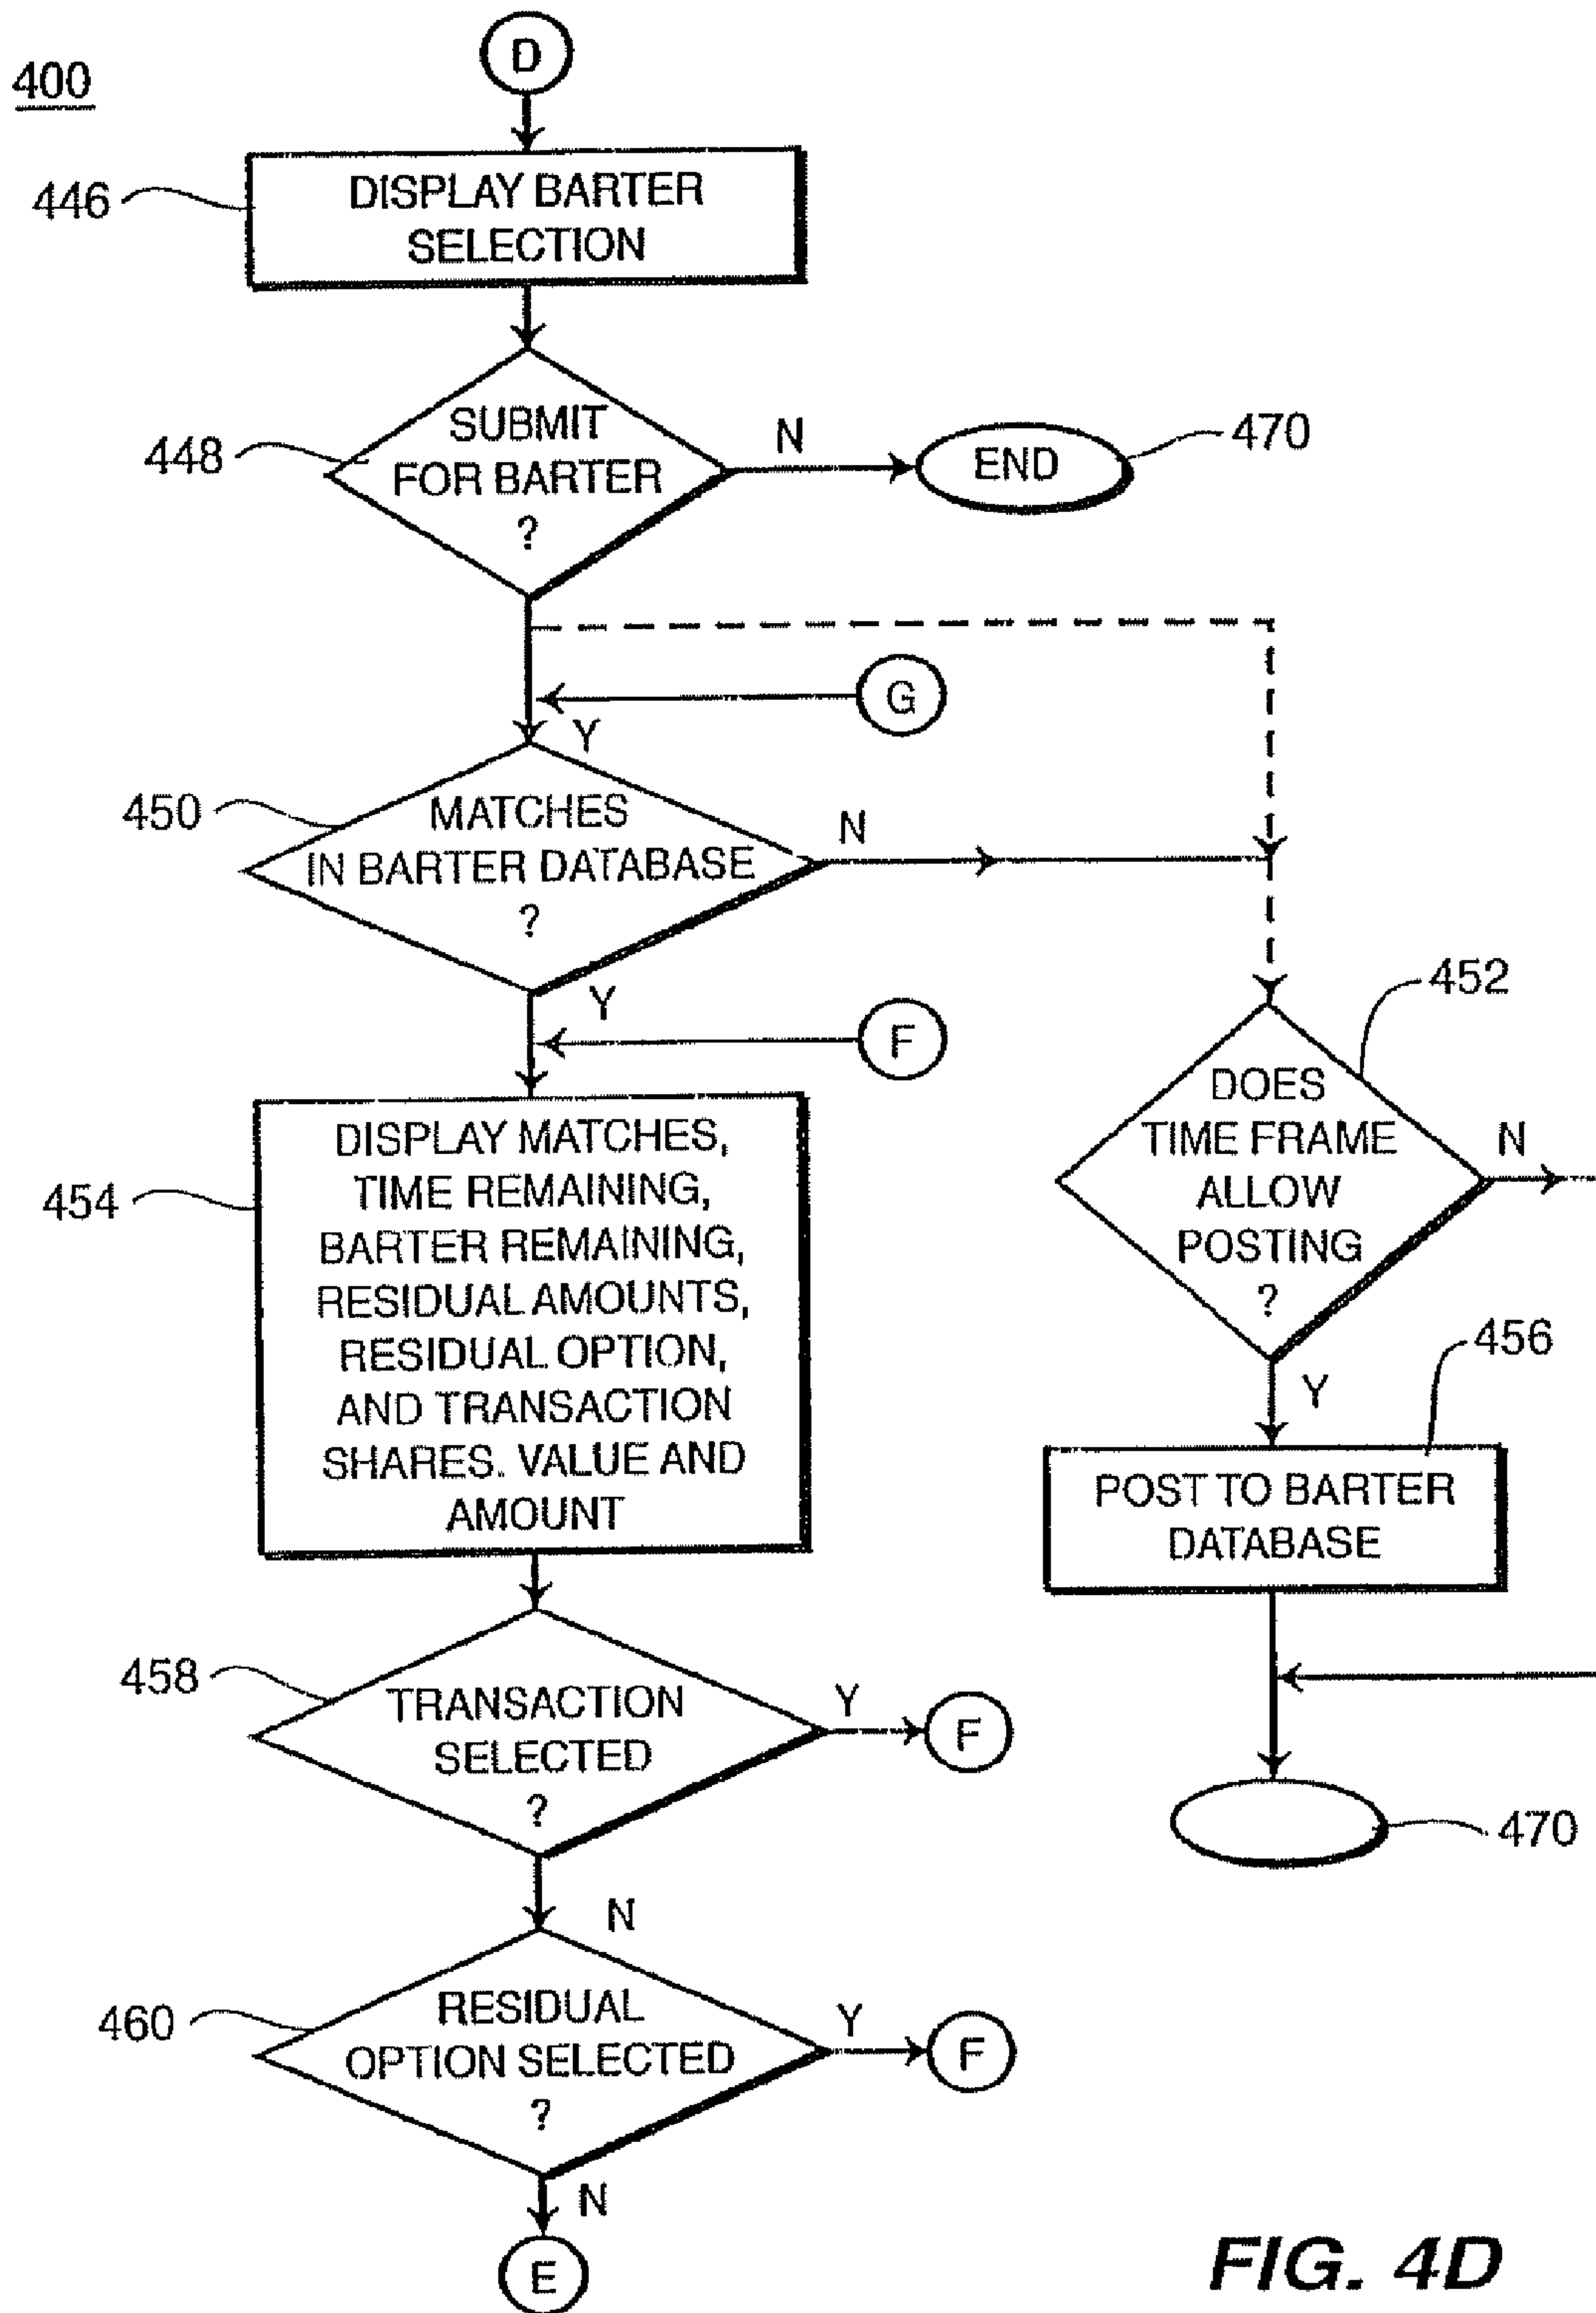 D
400
446
DISPLAY BARTER
SELECTION
448
SUBMIT
FOR BARTER
?
N
END
470
G
Y
450
MATCHES
IN BARTER DATABASE
?
N
Y
F
452
DOES
TIME FRAME
ALLOW
POSTING
?
N
454
DISPLAY MATCHES,
TIME REMAINING,
BARTER REMAINING,
RESIDUAL AMOUNTS,
RESIDUAL OPTION,
AND TRANSACTION
SHARES. VALUE AND
AMOUNT
Y
456
POST TO BARTER
DATABASE
458
TRANSACTION
SELECTED
?
Y
F
470
N
460
RESIDUAL
OPTION SELECTED
?
Y
F
N
E
FIG. 4D